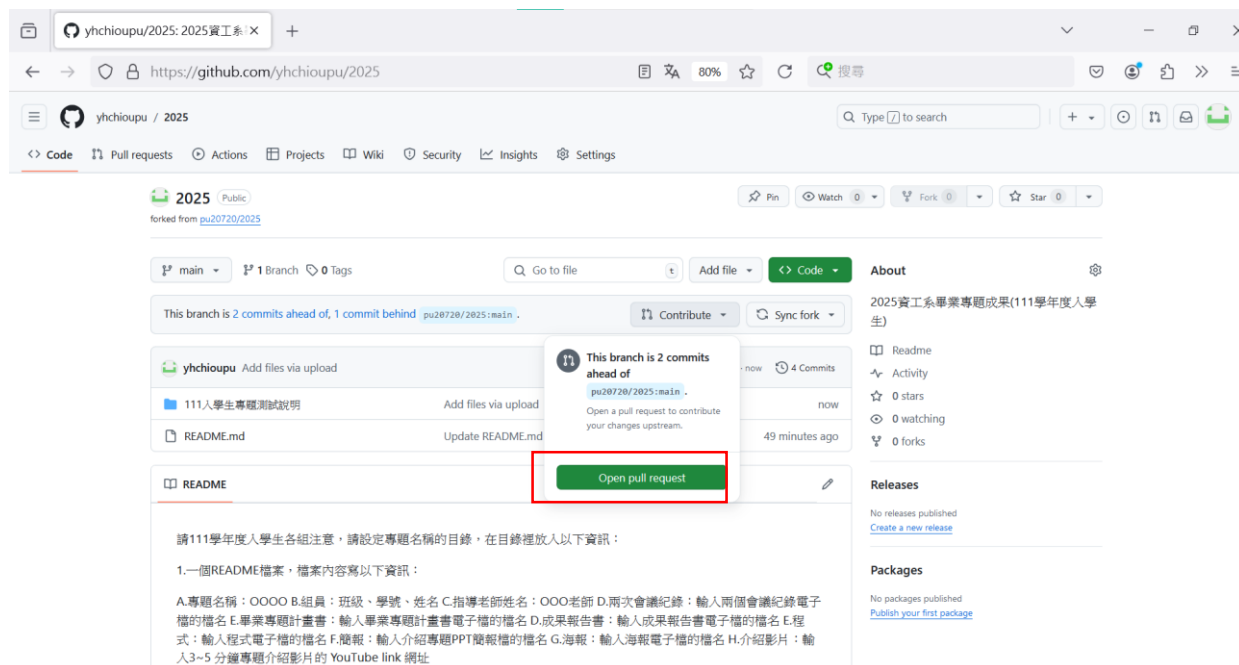 yhchioupu/2025: 2025資工系
https://github.com/yhchioupu/2025
80%
搜尋
yhchioupu / 2025
Type / to search
Code
Pull requests
Actions
Projects
Wiki
Security
Insights
Settings
2025 Public
forked from pu20720/2025
Pin
Watch 0
Fork 0
Star 0
main
1 Branch
0 Tags
Go to file
t
Add file
Code
This branch is 2 commits ahead of, 1 commit behind pu20720/2025:main .
Contribute
Sync fork
This branch is 2 commits
ahead of
pu20720/2025:main .
Open a pull request to contribute
your changes upstream.
Open pull request
yhchioupu Add files via upload
· now
4 Commits
111入學生專題測試說明
Add files via upload
now
README.md
Update README.md
49 minutes ago
README
請111學年度入學生各組注意，請設定專題名稱的目錄，在目錄裡放入以下資訊：
1.一個README檔案，檔案內容寫以下資訊：
A.專題名稱：OOOO B.組員：班級、學號、姓名 C.指導老師姓名：OOO老師 D.兩次會議紀錄：輸入兩個會議紀錄電子
檔的檔名 E.畢業專題計畫書：輸入畢業專題計畫書電子檔的檔名 D.成果報告書：輸入成果報告書電子檔的檔名 E.程
式：輸入程式電子檔的檔名 F.簡報：輸入介紹專題PPT簡報檔的檔名 G.海報：輸入海報電子檔的檔名 H.介紹影片：輸
入3~5 分鐘專題介紹影片的 YouTube link 網址
About
2025資工系畢業專題成果(111學年度入學
生)
Readme
Activity
0 stars
0 watching
0 forks
Releases
No releases published
Create a new release
Packages
No packages published
Publish your first package